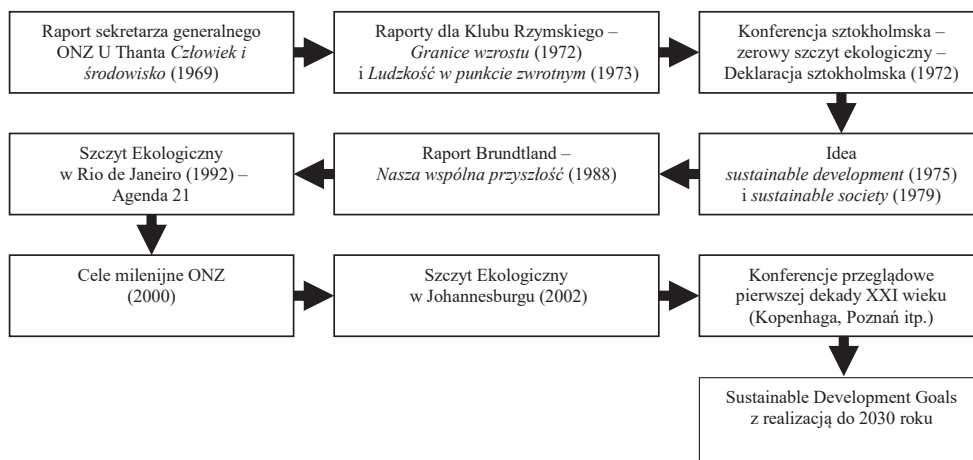 Raport sekretarza generalnego
ONZ U Thanta Człowiek i
środowisko (1969)
Raporty dla Klubu Rzymskiego –
Granice wzrostu (1972)
i Ludzkość w punkcie zwrotnym (1973)
Konferencja sztokholmska –
zerowy szczyt ekologiczny –
Deklaracja sztokholmska (1972)
Idea
sustainable development (1975)
i sustainable society (1979)
Raport Brundtland –
Nasza wspólna przyszłość (1988)
Szczyt Ekologiczny
w Rio de Janeiro (1992) –
Agenda 21
Cele milenijne ONZ
(2000)
Szczyt Ekologiczny
w Johannesburgu (2002)
Konferencje przeglądowe
pierwszej dekady XXI wieku
(Kopenhaga, Poznań itp.)
Sustainable Development Goals
z realizacją do 2030 roku